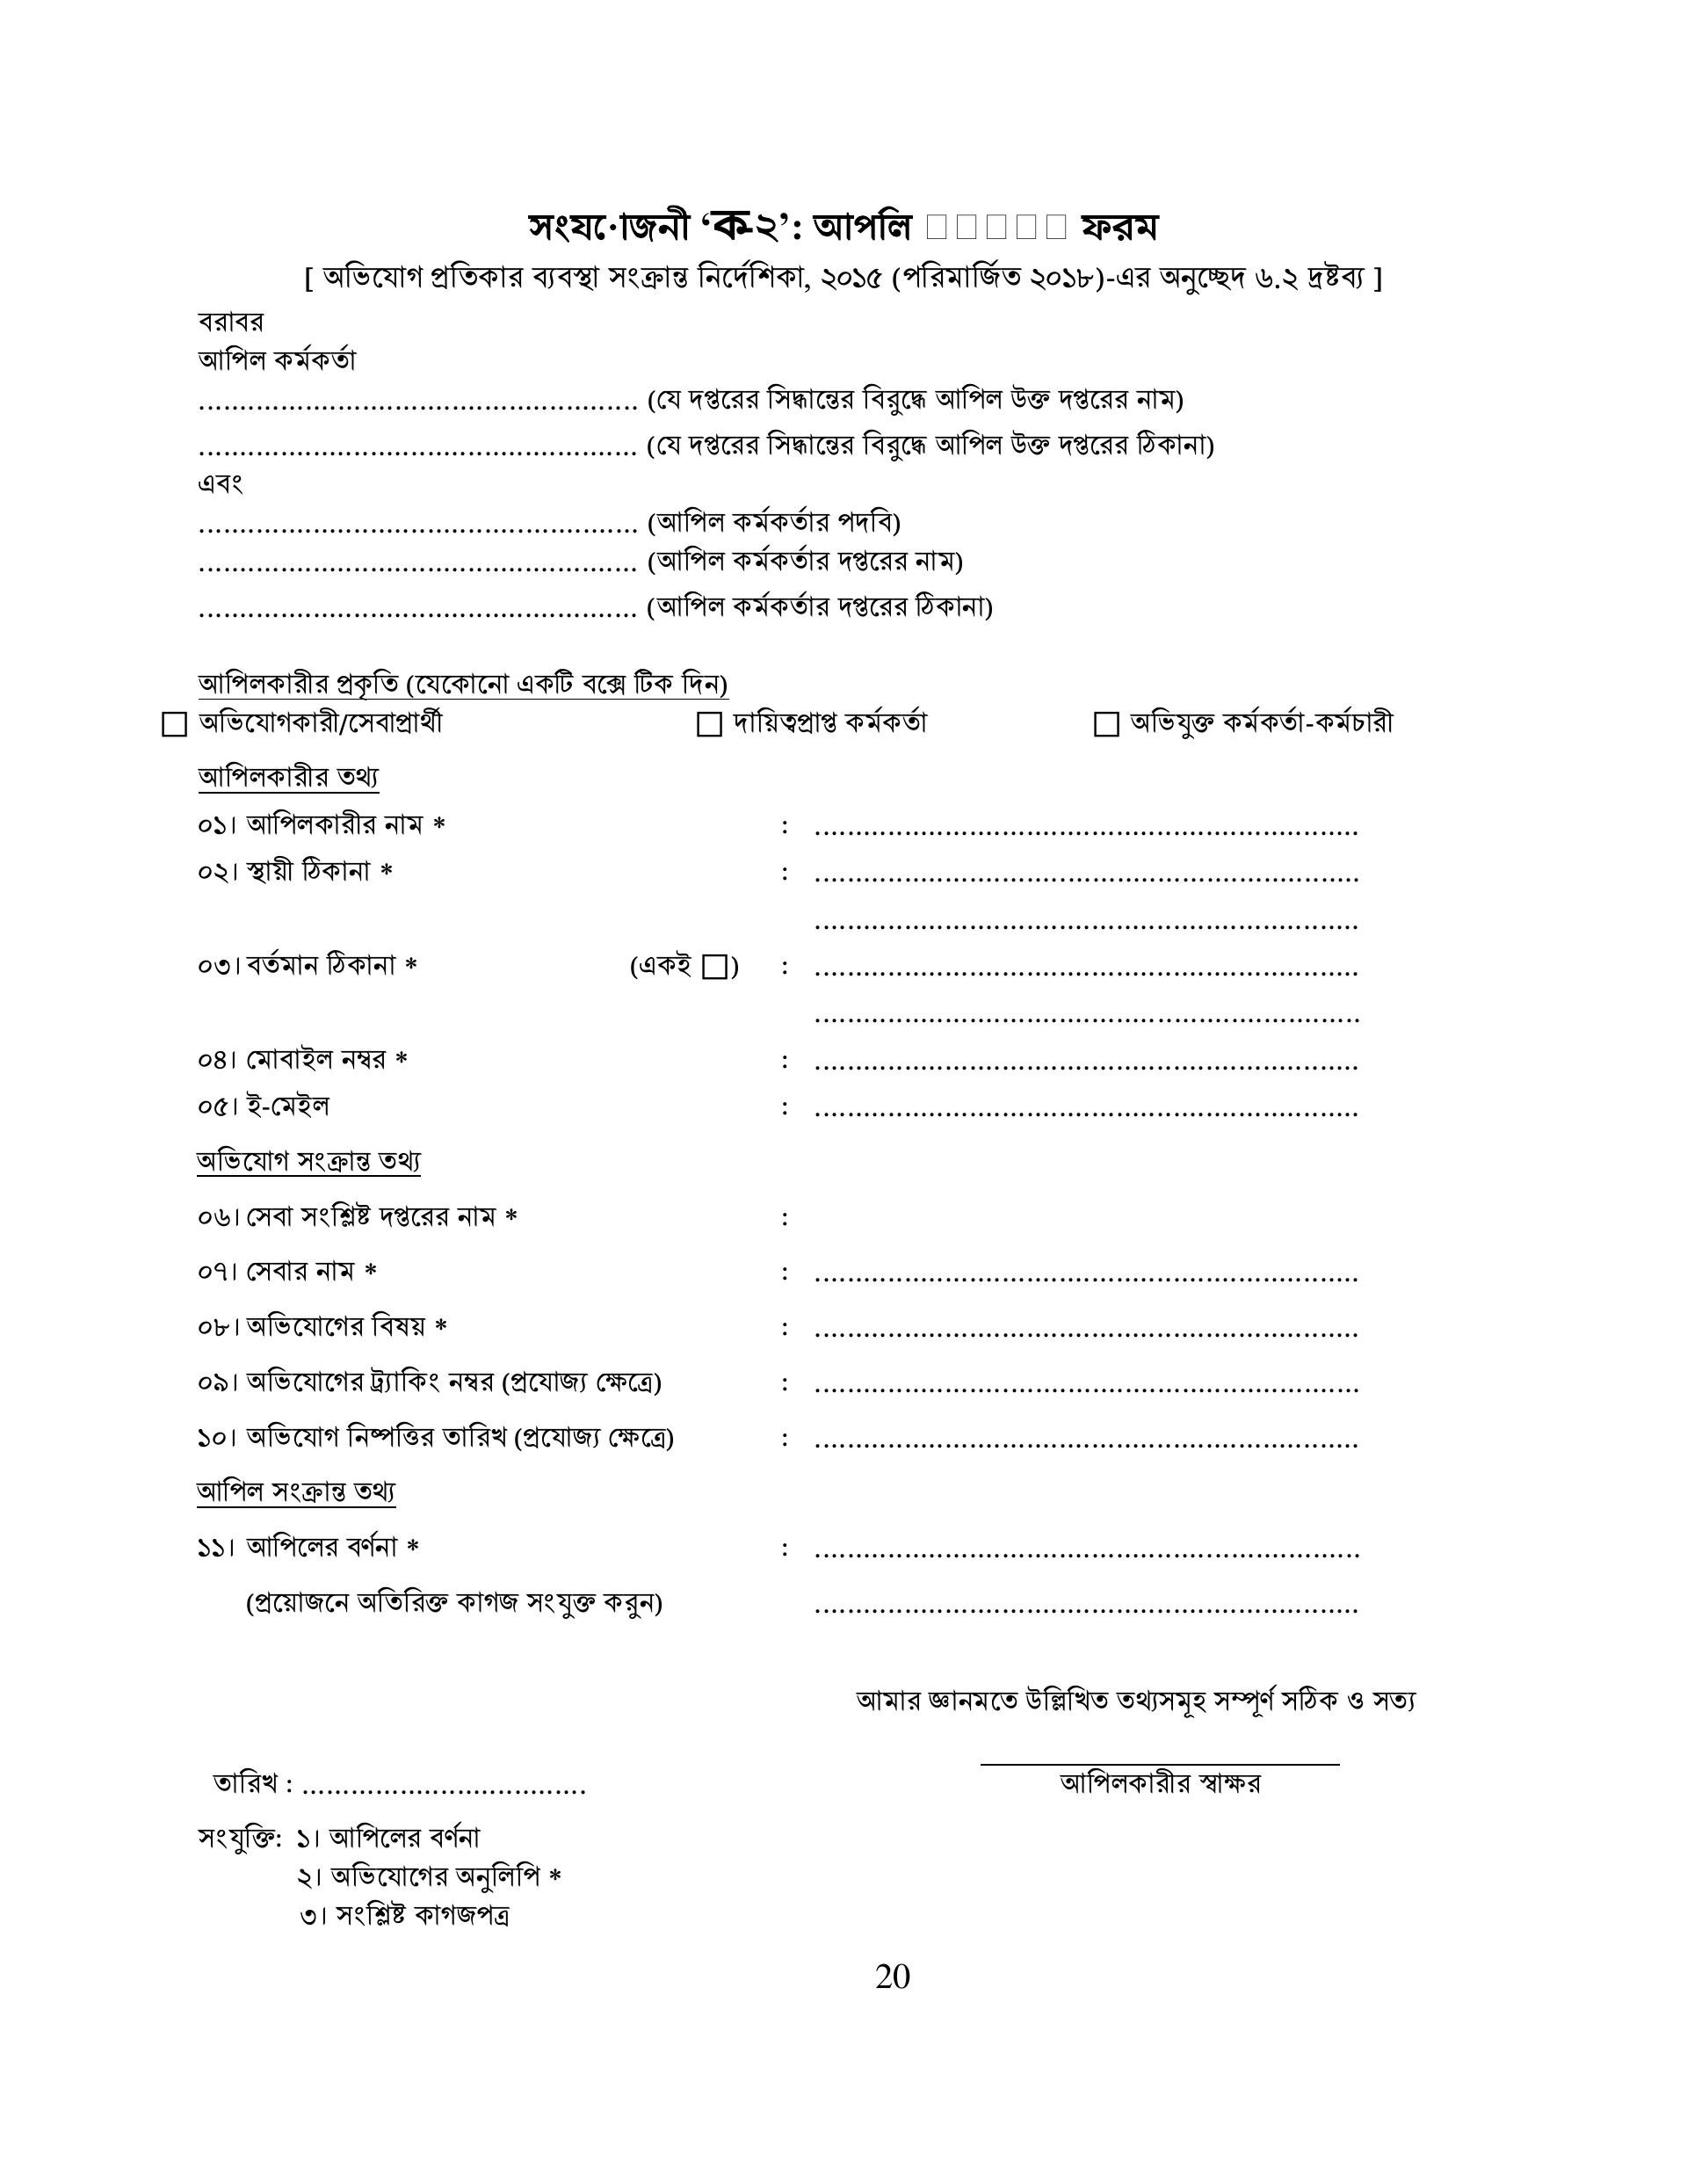 সংযোজনী ‘ক-২’: আপিল □□□□□ ফরম
[ অভিযোগ প্রতিকার ব্যবস্থা সংক্রান্ত নির্দেশিকা, ২০১৫ (পরিমার্জিত ২০১৮)-এর অনুচ্ছেদ ৬.২ দ্রষ্টব্য ]
বরাবর
আপিল কর্মকর্তা
...................................................... (যে দপ্তরের সিদ্ধান্তের বিরুদ্ধে আপিল উক্ত দপ্তরের নাম)
...................................................... (যে দপ্তরের সিদ্ধান্তের বিরুদ্ধে আপিল উক্ত দপ্তরের ঠিকানা)
এবং
...................................................... (আপিল কর্মকর্তার পদবি)
...................................................... (আপিল কর্মকর্তার দপ্তরের নাম)
...................................................... (আপিল কর্মকর্তার দপ্তরের ঠিকানা)
আপিলকারীর প্রকৃতি (যেকোনো একটি বক্সে টিক দিন)
□ অভিযোগকারী/সেবাপ্রার্থী □ দায়িত্বপ্রাপ্ত কর্মকর্তা □ অভিযুক্ত কর্মকর্তা-কর্মচারী
আপিলকারীর তথ্য
০১। আপিলকারীর নাম * : ...................................................................
০২। স্থায়ী ঠিকানা * : ...................................................................
...................................................................
০৩। বর্তমান ঠিকানা * (একই □) : ...................................................................
...................................................................
০৪। মোবাইল নম্বর * : ...................................................................
০৫। ই-মেইল : ...................................................................
অভিযোগ সংক্রান্ত তথ্য
০৬। সেবা সংশ্লিষ্ট দপ্তরের নাম * :
০৭। সেবার নাম * : ...................................................................
০৮। অভিযোগের বিষয় * : ...................................................................
০৯। অভিযোগের ট্র্যাকিং নম্বর (প্রযোজ্য ক্ষেত্রে) : ...................................................................
১০। অভিযোগ নিষ্পত্তির তারিখ (প্রযোজ্য ক্ষেত্রে) : ...................................................................
আপিল সংক্রান্ত তথ্য
১১। আপিলের বর্ণনা * : ...................................................................
(প্রয়োজনে অতিরিক্ত কাগজ সংযুক্ত করুন) ...................................................................
আমার জ্ঞানমতে উল্লিখিত তথ্যসমূহ সম্পূর্ণ সঠিক ও সত্য
তারিখ : ................................... আপিলকারীর স্বাক্ষর
সংযুক্তি: ১। আপিলের বর্ণনা
২। অভিযোগের অনুলিপি *
৩। সংশ্লিষ্ট কাগজপত্র
20